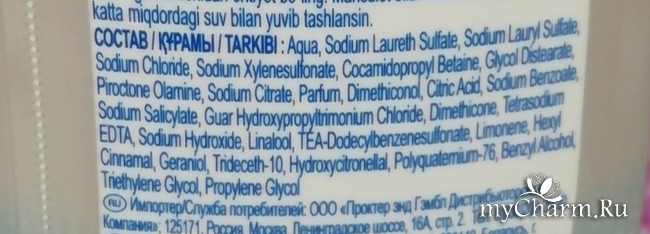 katta miqdordagi suv bilan yuvib tashlansin.
СОСТАВ / ҚҰРАМЫ / TARKIBI : Aqua, Sodium Laureth Sulfate, Sodium Lauryl Sulfate,
Sodium Chloride, Sodium Xylenesulfonate, Cocamidopropyl Betaine, Glycol Distearate,
Piroctone Olamine, Sodium Citrate, Parfum, Dimethiconol, Citric Acid, Sodium Benzoate,
Sodium Salicylate, Guar Hydroxypropyltrimonium Chloride, Dimethicone, Tetrasodium
EDTA, Sodium Hydroxide, Linalool, TEA-Dodecylbenzenesulfonate, Limonene, Hexyl
Cinnamal, Geraniol, Trideceth-10, Hydroxycitronellal, Polyquaternium-76, Benzyl Alcohol,
Triethylene Glycol, Propylene Glycol
RU Импортер/Служба потребителей: ООО «Проктер энд Гэмбл Дистрибьюторская
Компания»: 125171, Россия, Москва, Ленинградское шоссе, 16А, стр. 2.
myCharm.Ru